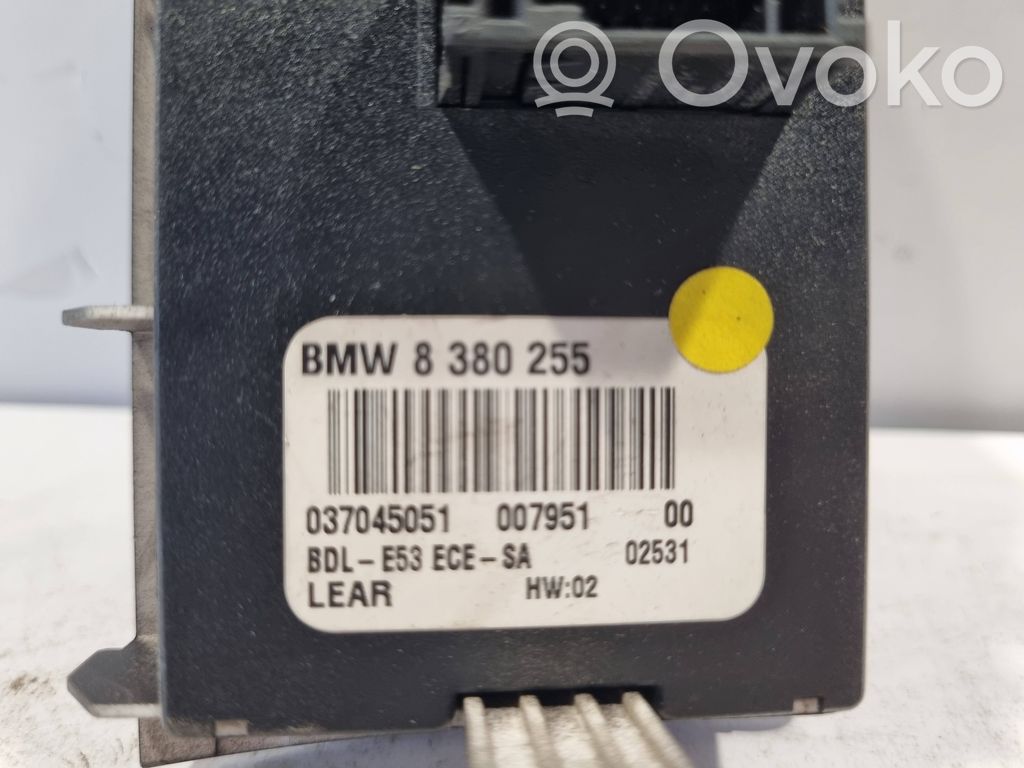 Ovoko
BMW 8 380 255
037045051 007951 00
BDL-E53 ECE-SA 02531
LEAR HW:02